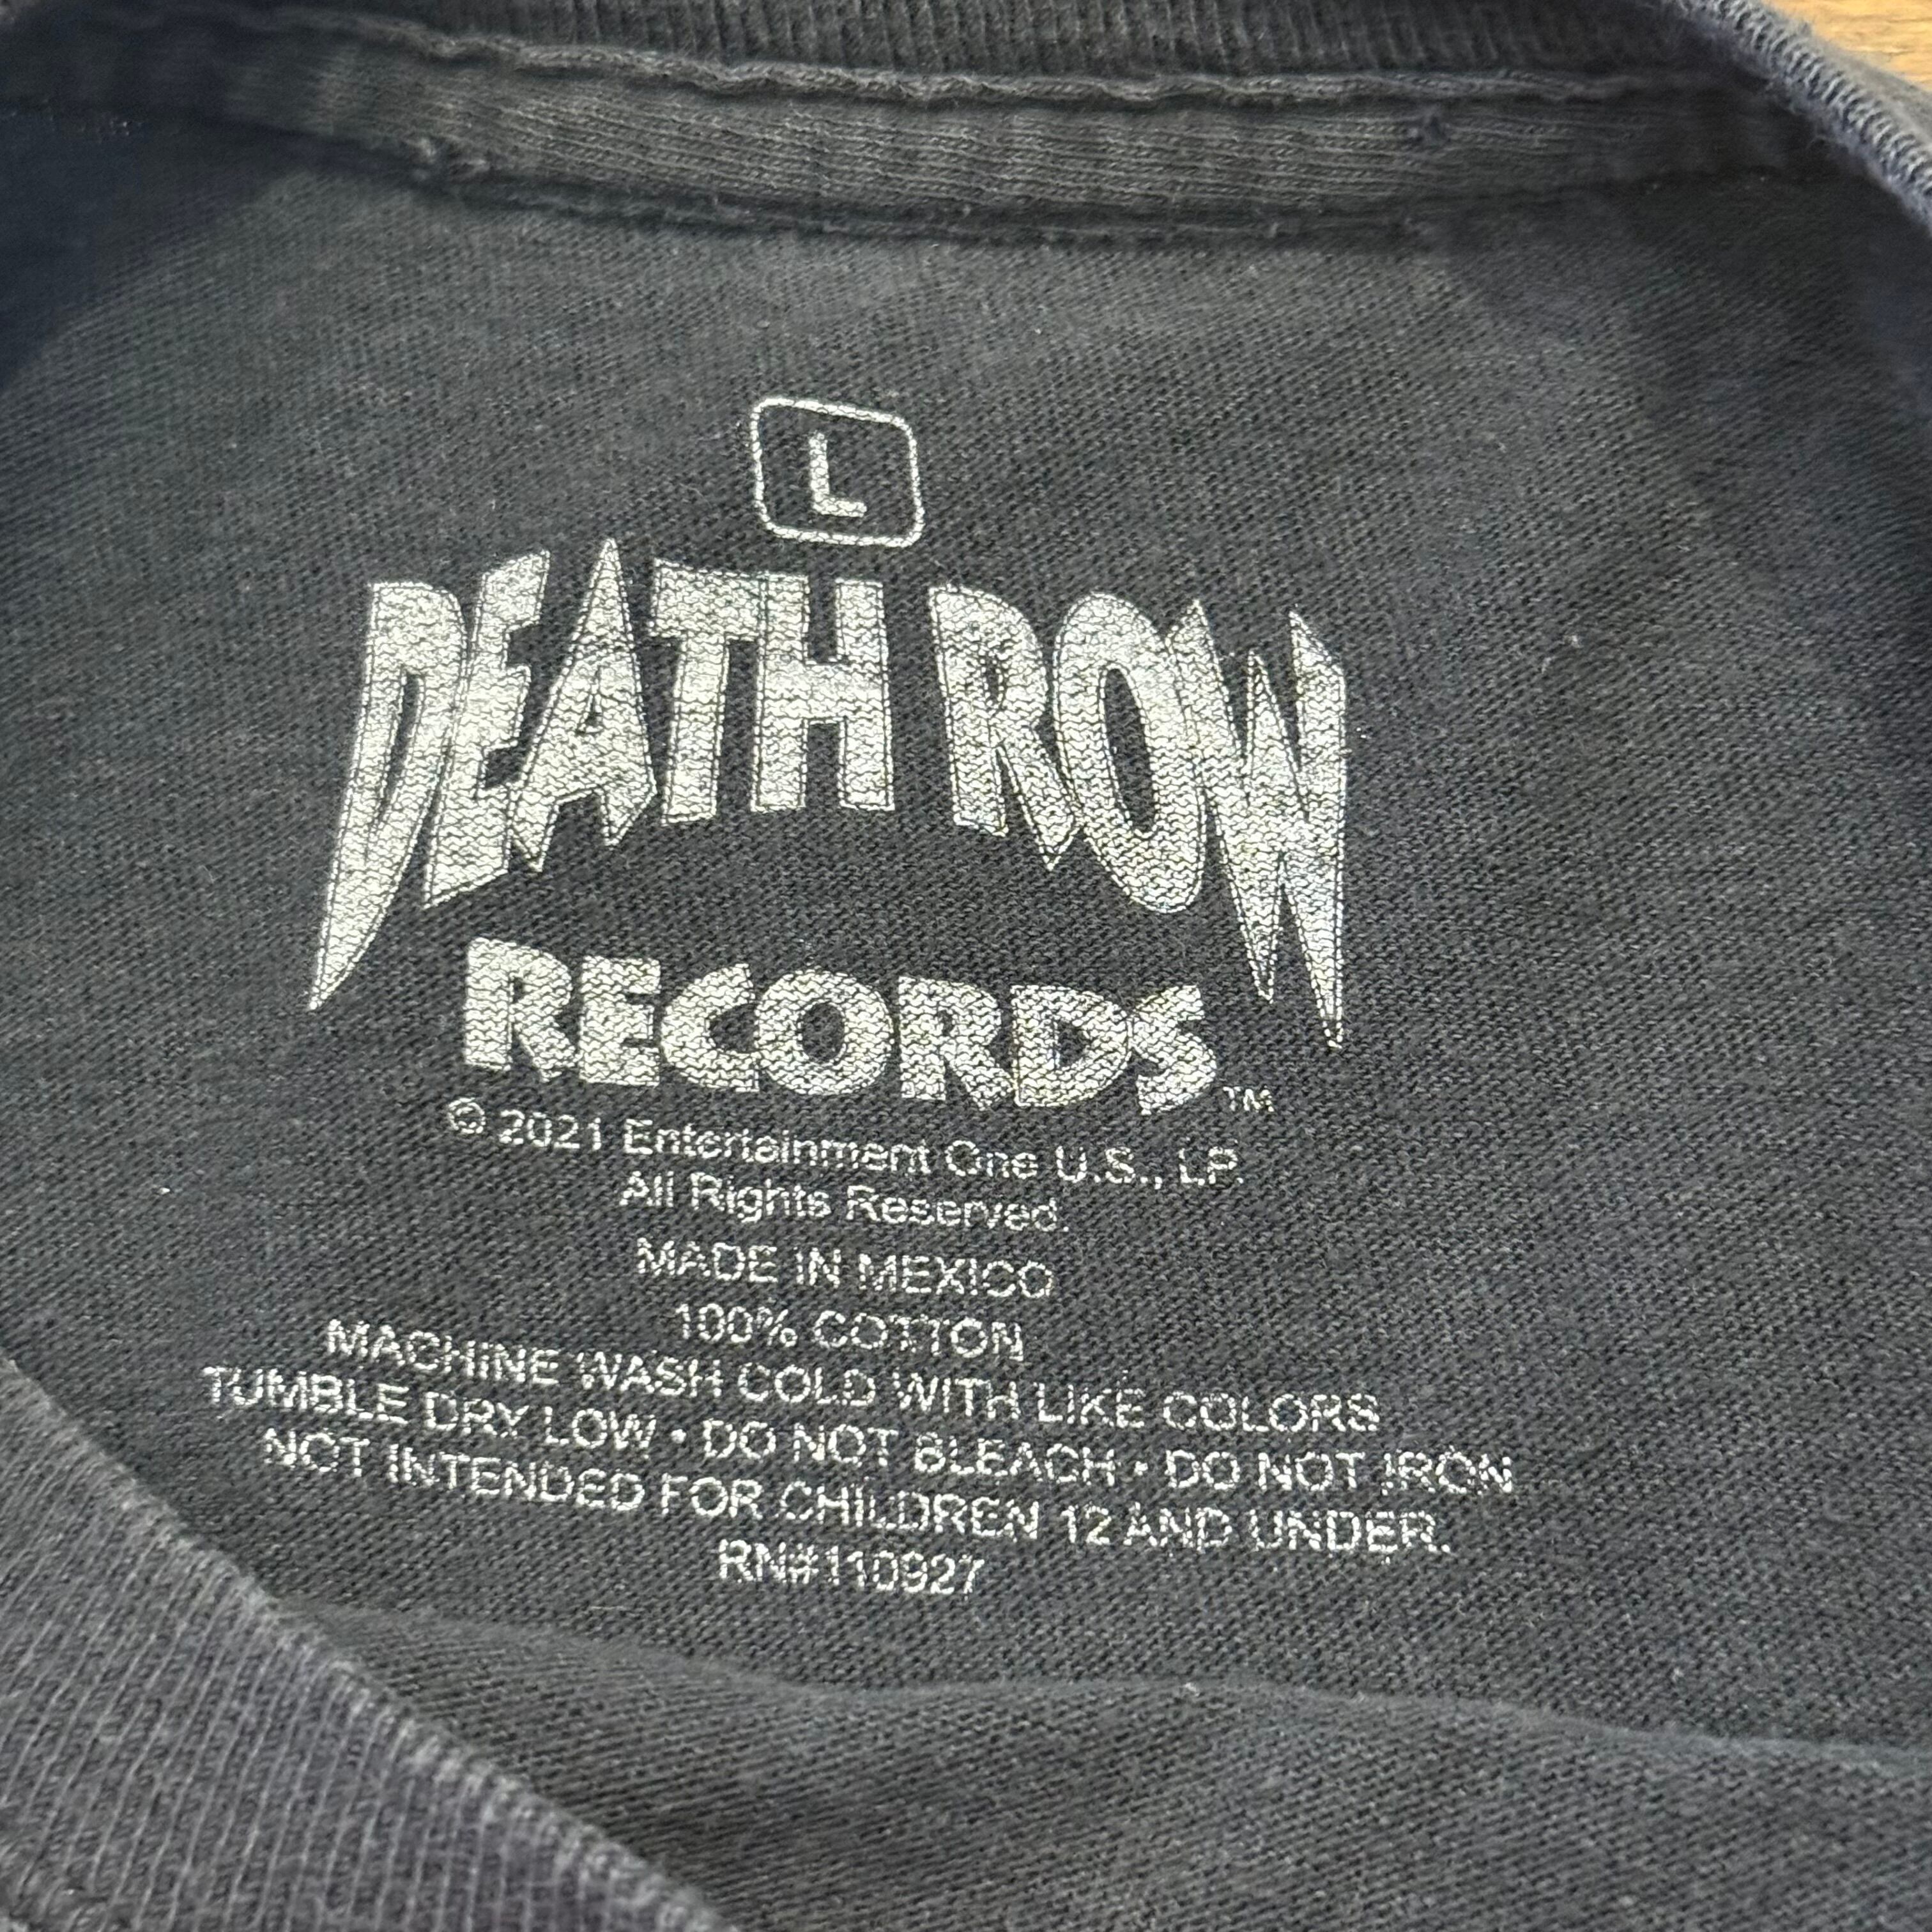 L
DEATH ROW
RECORDS™
© 2021 Entertainment One U.S., LP.
All Rights Reserved.
MADE IN MEXICO
100% COTTON
MACHINE WASH COLD WITH LIKE COLORS
TUMBLE DRY LOW • DO NOT BLEACH • DO NOT IRON
NOT INTENDED FOR CHILDREN 12 AND UNDER.
RN#110927